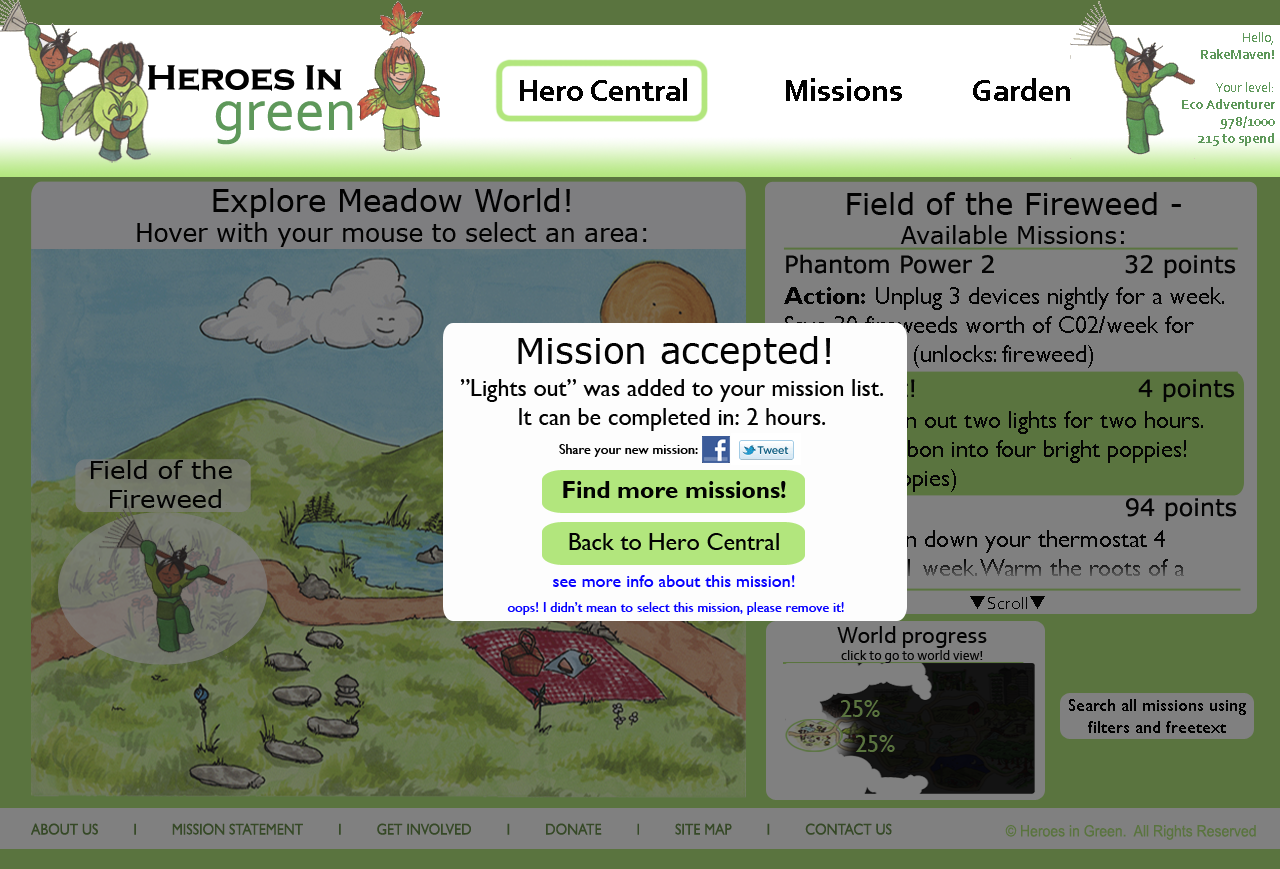 HEROES IN
green
Hero Central
Missions
Garden
Hello,
RakeMaven!
Your level:
Eco Adventurer
978/1000
215 to spend
Explore Meadow World!
Hover with your mouse to select an area:
Field of the
Fireweed
Field of the Fireweed -
Available Missions:
Phantom Power 2 32 points
Action: Unplug 3 devices nightly for a week.
Save 30 fireweeds worth of C02/week for
(unlocks: fireweed)
4 points
out two lights for two hours.
into four bright poppies!
94 points
down your thermostat 4
week. Warm the roots of a
▼Scroll▼
Mission accepted!
”Lights out” was added to your mission list.
It can be completed in: 2 hours.
Share your new mission: f Tweet
Find more missions!
Back to Hero Central
see more info about this mission!
oops! I didn't mean to select this mission, please remove it!
World progress
click to go to world view!
25%
25%
Search all missions using
filters and freetext
ABOUT US | MISSION STATEMENT | GET INVOLVED | DONATE | SITE MAP | CONTACT US
© Heroes in Green. All Rights Reserved